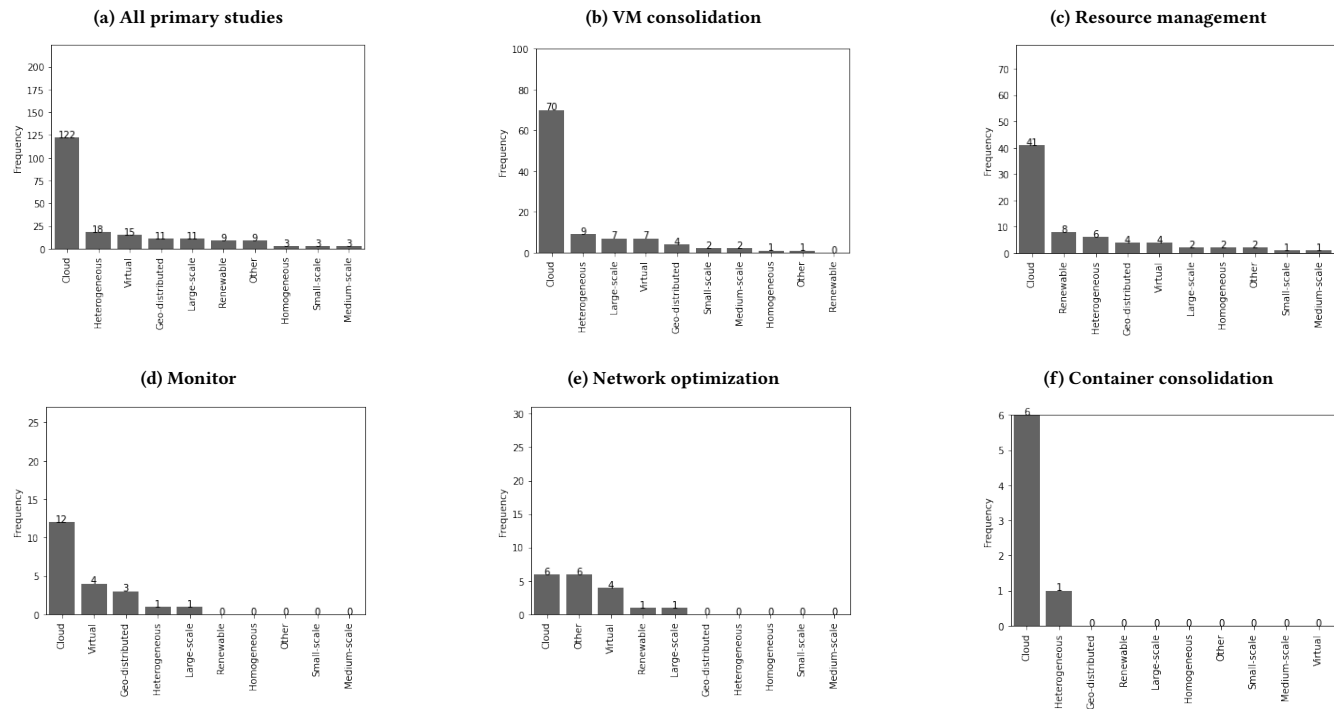 (a) All primary studies
Frequency
200
175
150
125
100
75
50
25
0
122
18
15
11
11
9
9
3
3
3
Cloud
Heterogeneous
Virtual
Geo-distributed
Large-scale
Renewable
Other
Homogeneous
Small-scale
Medium-scale
(b) VM consolidation
Frequency
100
80
60
40
20
0
70
9
7
7
4
2
2
1
1
0
Cloud
Heterogeneous
Large-scale
Virtual
Geo-distributed
Small-scale
Medium-scale
Homogeneous
Other
Renewable
(c) Resource management
Frequency
70
60
50
40
30
20
10
0
41
8
6
4
4
2
2
2
1
1
Cloud
Renewable
Heterogeneous
Geo-distributed
Virtual
Large-scale
Homogeneous
Other
Small-scale
Medium-scale
(d) Monitor
Frequency
25
20
15
10
5
0
12
4
3
1
1
0
0
0
0
0
Cloud
Virtual
Geo-distributed
Heterogeneous
Large-scale
Renewable
Homogeneous
Other
Small-scale
Medium-scale
(e) Network optimization
Frequency
30
25
20
15
10
5
0
6
6
4
1
1
0
0
0
0
0
Cloud
Other
Virtual
Renewable
Large-scale
Geo-distributed
Heterogeneous
Homogeneous
Small-scale
Medium-scale
(f) Container consolidation
Frequency
6
5
4
3
2
1
0
6
1
0
0
0
0
0
0
0
0
Cloud
Heterogeneous
Geo-distributed
Renewable
Large-scale
Homogeneous
Other
Small-scale
Medium-scale
Virtual